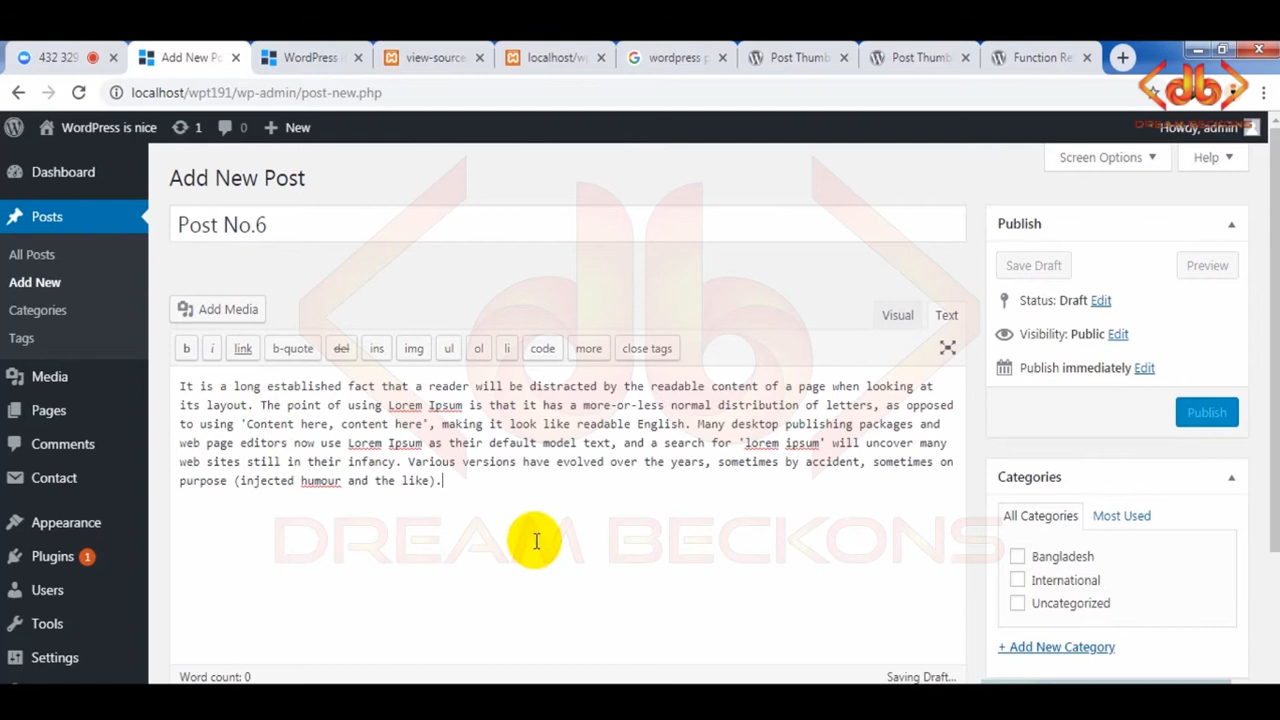 432 329
Add New Po
WordPress i
view-source
localhost/w
wordpress p
Post Thumb
Post Thumb
Function Re
localhost/wpt191/wp-admin/post-new.php
DREAM BECKONS
WordPress is nice
1
0
New
Howdy, admin
Dashboard
Posts
All Posts
Add New
Categories
Tags
Media
Pages
Comments
Contact
Appearance
Plugins 1
Users
Tools
Settings
Screen Options
Help
Add New Post
Post No.6
Add Media
Visual
Text
b
i
link
b-quote
del
ins
img
ul
ol
li
code
more
close tags
It is a long established fact that a reader will be distracted by the readable content of a page when looking at
its layout. The point of using Lorem Ipsum is that it has a more-or-less normal distribution of letters, as opposed
to using 'Content here, content here', making it look like readable English. Many desktop publishing packages and
web page editors now use Lorem Ipsum as their default model text, and a search for 'lorem ipsum' will uncover many
web sites still in their infancy. Various versions have evolved over the years, sometimes by accident, sometimes on
purpose (injected humour and the like).
db
DREAM BECKONS
Word count: 0
Saving Draft...
Publish
Save Draft
Preview
Status: Draft Edit
Visibility: Public Edit
Publish immediately Edit
Publish
Categories
All Categories
Most Used
Bangladesh
International
Uncategorized
+ Add New Category